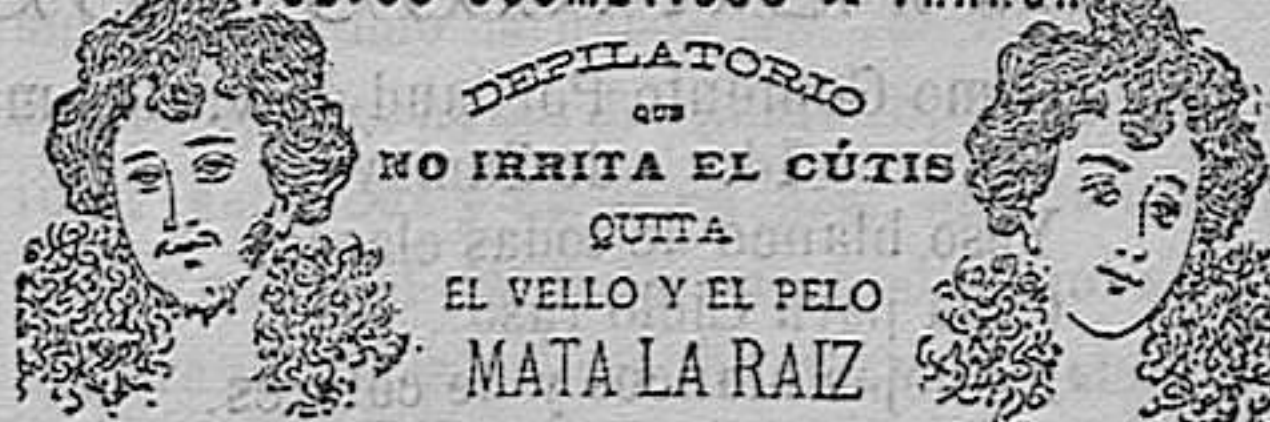 DEPILATORIO
QUE
NO IRRITA EL CÚTIS
QUITA
EL VELLO Y EL PELO
MATA LA RAIZ